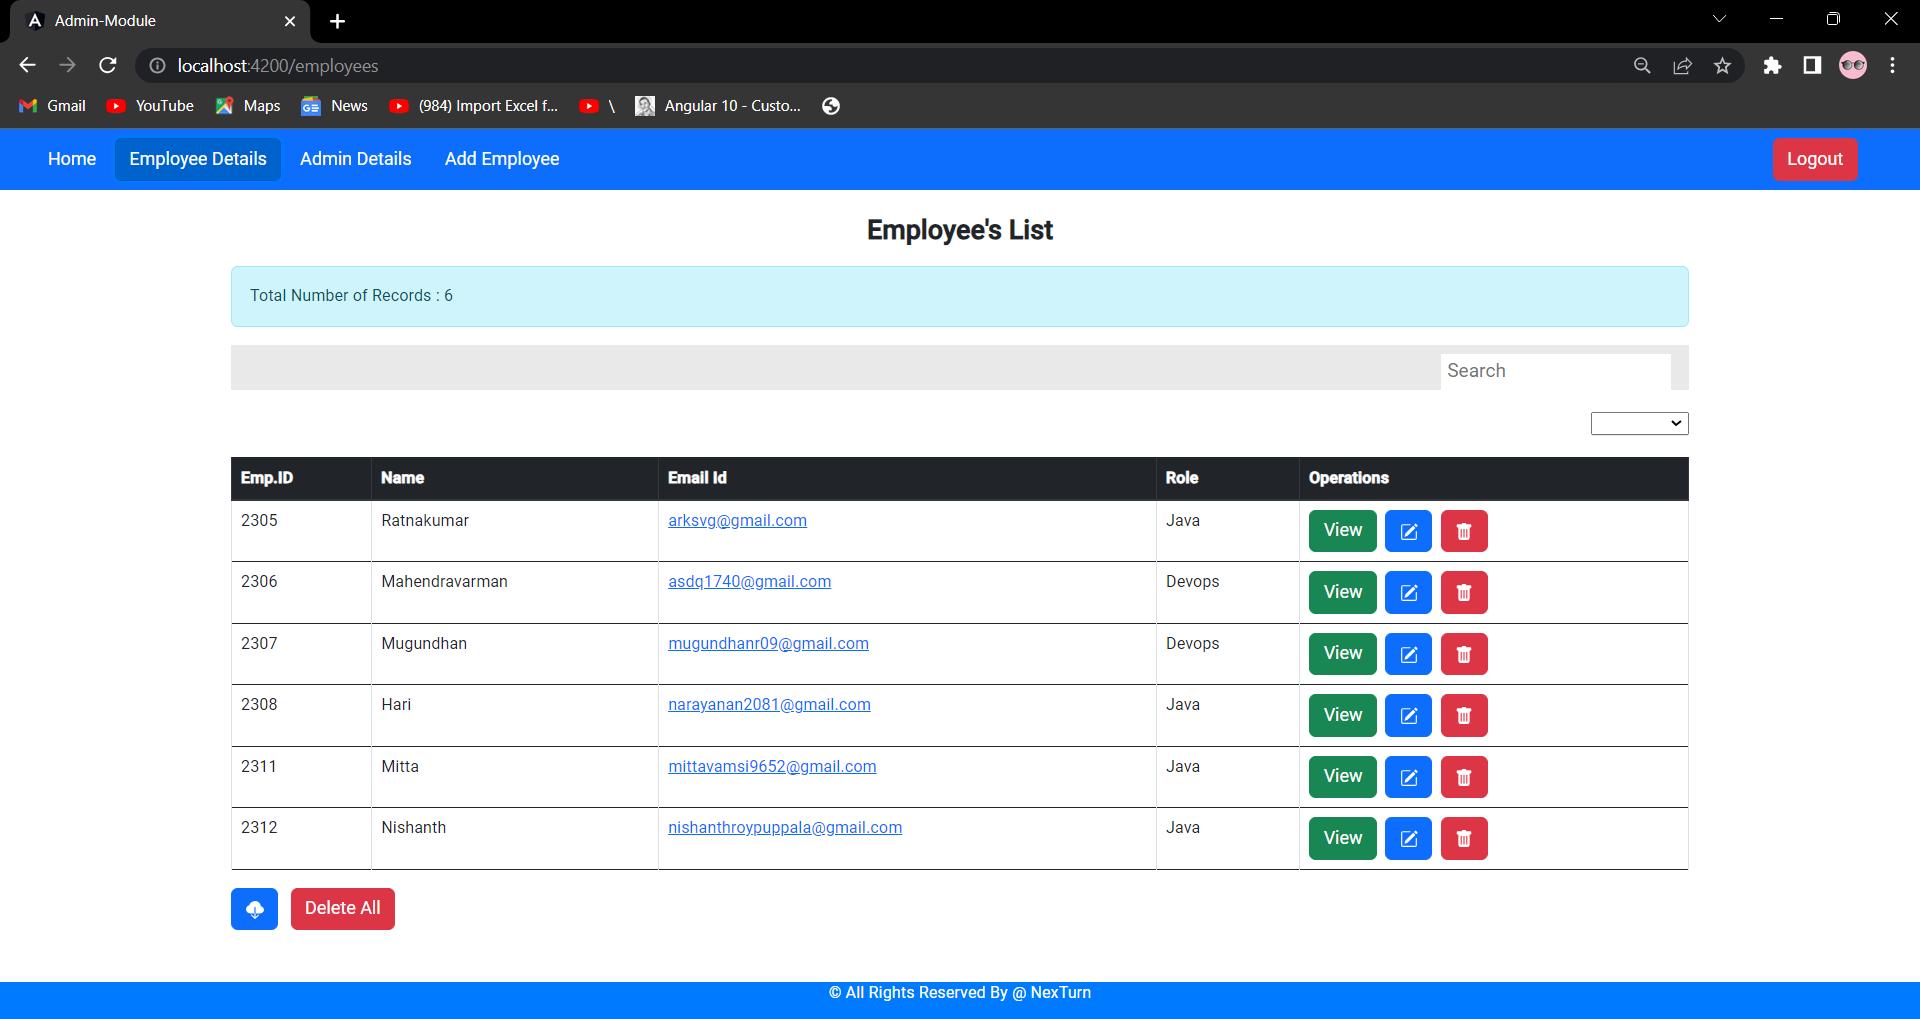 Admin-Module
localhost:4200/employees
Gmail YouTube Maps News (984) Import Excel f... \ Angular 10 - Custo...
Home Employee Details Admin Details Add Employee Logout
Employee's List
Total Number of Records : 6
Search
Emp.ID Name Email Id Role Operations
2305 Ratnakumar arksvg@gmail.com Java View
2306 Mahendravarman asdq1740@gmail.com Devops View
2307 Mugundhan mugundhanr09@gmail.com Devops View
2308 Hari narayanan2081@gmail.com Java View
2311 Mitta mittavamsi9652@gmail.com Java View
2312 Nishanth nishanthroypuppala@gmail.com Java View
Delete All
© All Rights Reserved By @ NexTurn